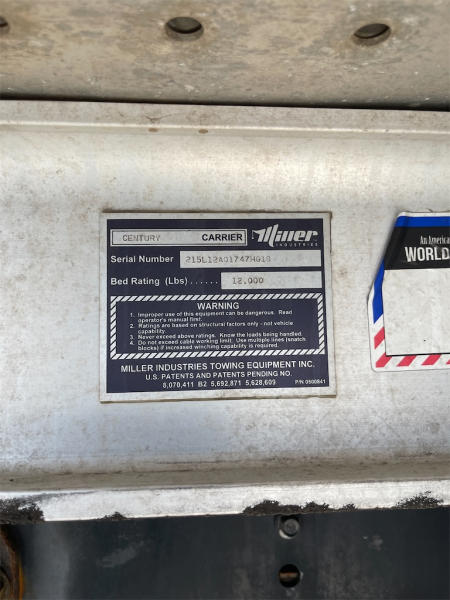 CENTURY CARRIER Miller INDUSTRIES
Serial Number 215L12A01747H019
Bed Rating (Lbs)...... 12,000
WARNING
1. Improper use of this equipment can be dangerous. Read
operator's manual first.
2. Ratings are based on structural factors only - not vehicle
capability.
3. Never exceed above ratings. Know the loads being handled.
4. Do not exceed cable working limit. Use multiple lines (snatch
blocks) if increased winching capability is required.
MILLER INDUSTRIES TOWING EQUIPMENT INC.
U.S. PATENTS AND PATENTS PENDING NO.
8,070,411 B2 5,692,871 5,628,609 P/N 0500841
An American
WORLD